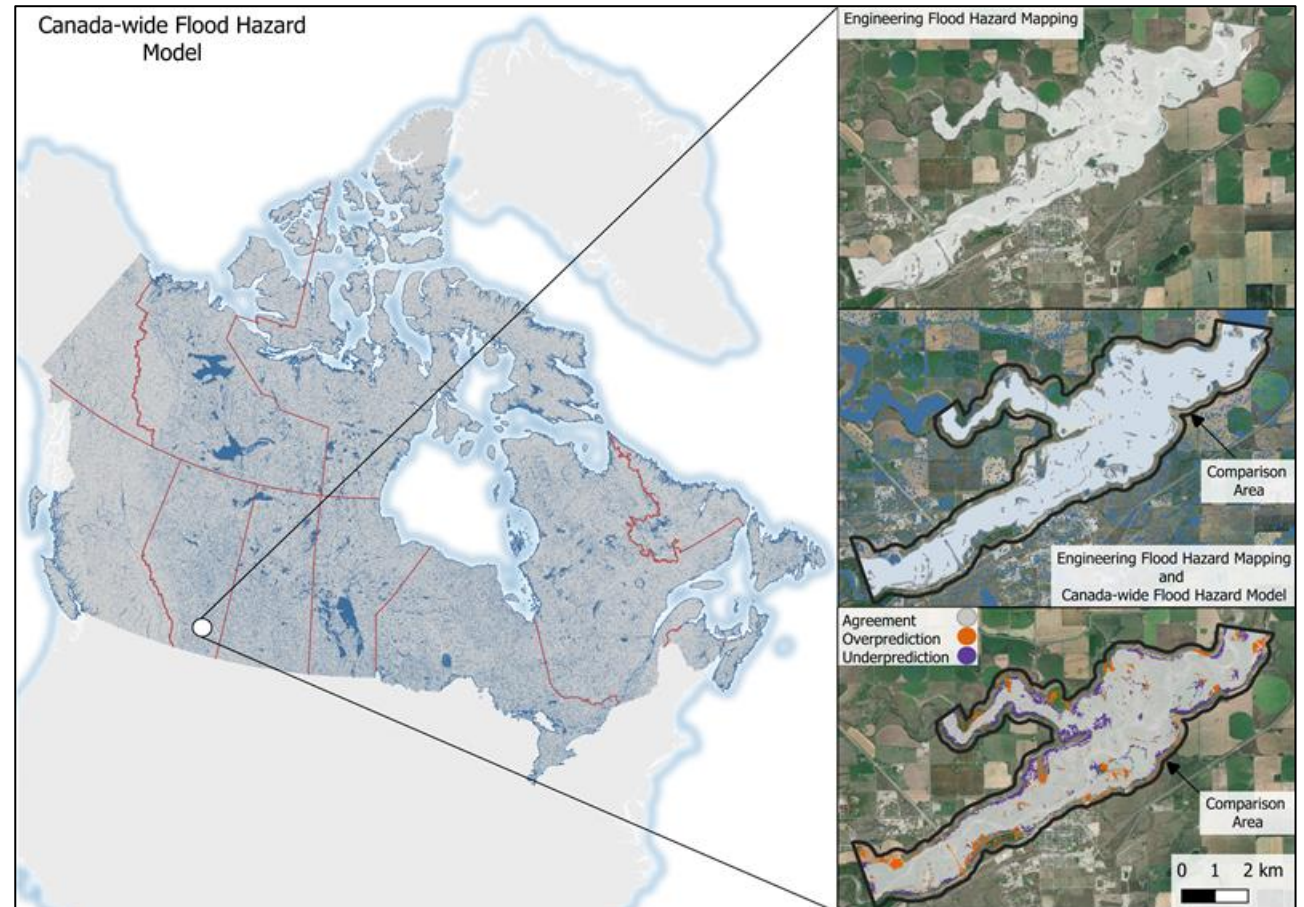 Canada-wide Flood Hazard
Model
Engineering Flood Hazard Mapping
Comparison
Area
Engineering Flood Hazard Mapping
and
Canada-wide Flood Hazard Model
Agreement
Overprediction
Underprediction
Comparison
Area
0 1 2 km